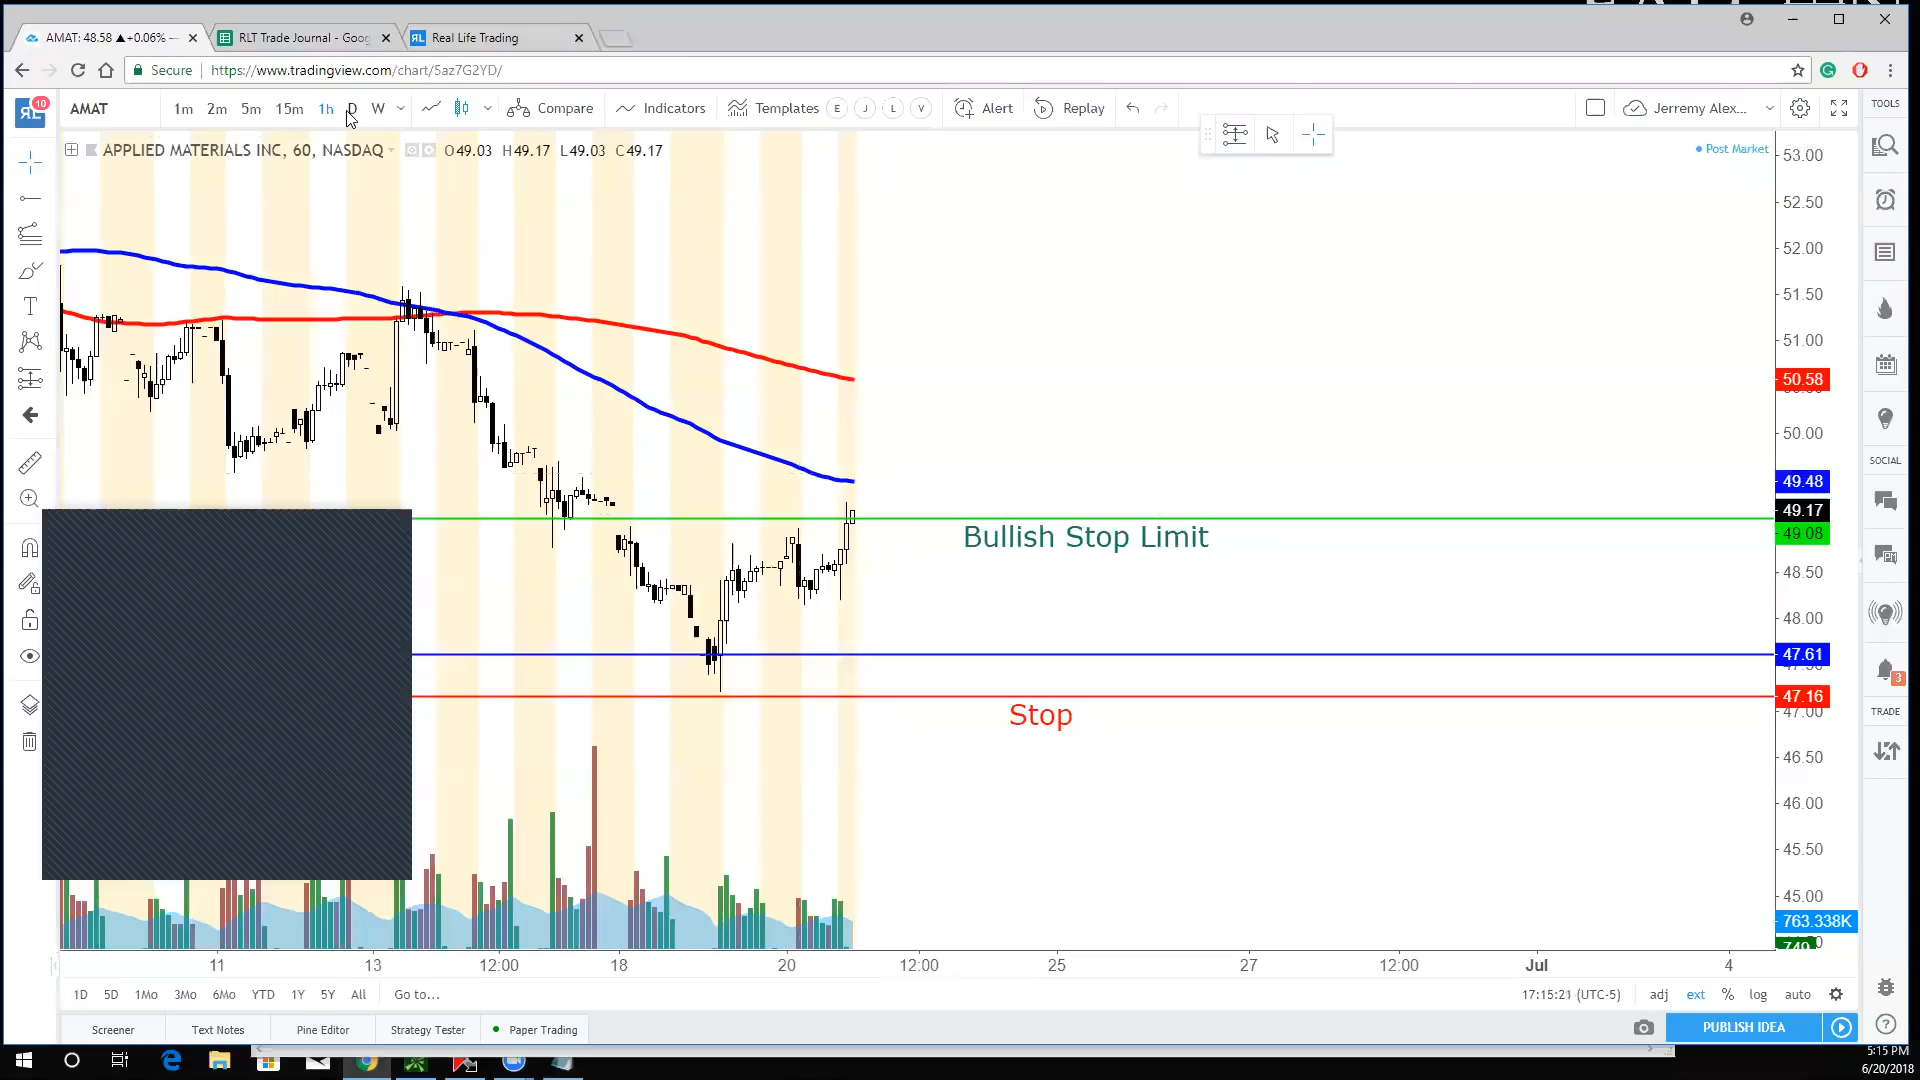 AMAT: 48.58 ▲+0.06% —
RLT Trade Journal - Goog
RL Real Life Trading
Secure https://www.tradingview.com/chart/5az7G2YD/
RL 10
AMAT 1m 2m 5m 15m 1h D W Compare Indicators Templates E J L V Alert Replay Jerremy Alex...
TOOLS
APPLIED MATERIALS INC, 60, NASDAQ O49.03 H49.17 L49.03 C49.17
Post Market
53.00
52.50
52.00
51.50
51.00
50.58
50.00
49.48
49.17
49.08
Bullish Stop Limit
48.50
48.00
47.61
47.16
Stop
47.00
46.50
46.00
45.50
45.00
763.338K
749
SOCIAL
3
TRADE
11 13 12:00 18 20 12:00 25 27 12:00 Jul 4
1D 5D 1Mo 3Mo 6Mo YTD 1Y 5Y All Go to... 17:15:21 (UTC-5) adj ext % log auto
Screener Text Notes Pine Editor Strategy Tester Paper Trading PUBLISH IDEA
5:15 PM
6/20/2018